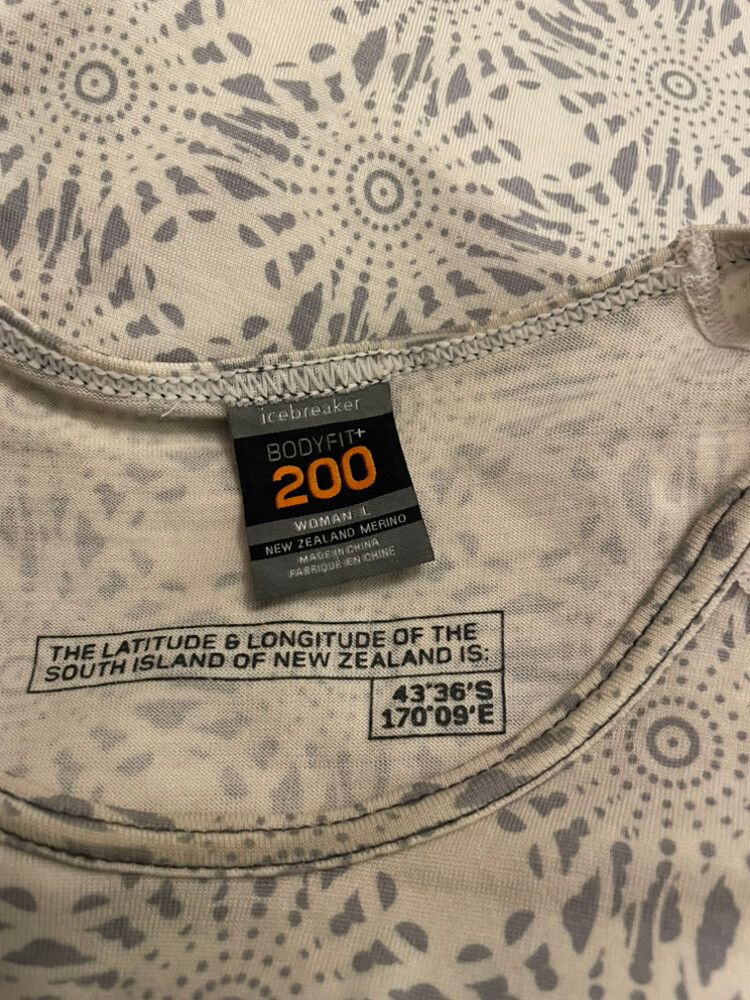 icebreaker
BODYFIT+
200
WOMAN L
NEW ZEALAND MERINO
MADE IN CHINA
FABRIQUÉ EN CHINE
THE LATITUDE & LONGITUDE OF THE
SOUTH ISLAND OF NEW ZEALAND IS:
43°36'S
170°09'E